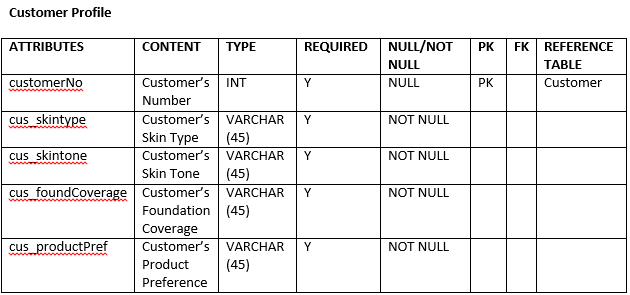 Customer Profile
ATTRIBUTES CONTENT TYPE REQUIRED NULL/NOT NULL PK FK REFERENCE TABLE
customerNo Customer's Number INT Y NULL PK Customer
cus_skintype Customer's Skin Type VARCHAR (45) Y NOT NULL
cus_skintone Customer's Skin Tone VARCHAR (45) Y NOT NULL
cus_foundCoverage Customer's Foundation Coverage VARCHAR (45) Y NOT NULL
cus_productPref Customer's Product Preference VARCHAR (45) Y NOT NULL